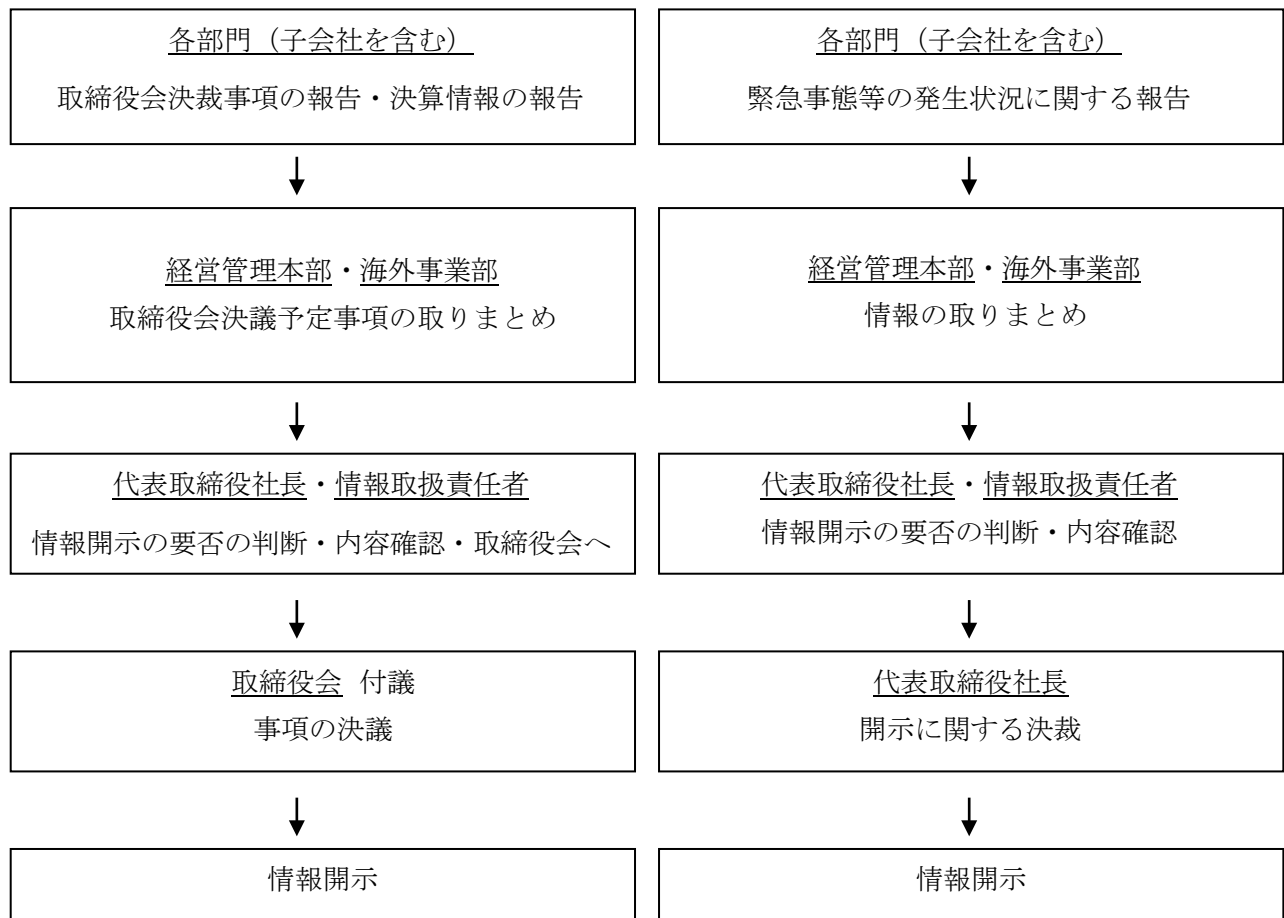 各部門（子会社を含む）
取締役会決裁事項の報告・決算情報の報告
経営管理本部・海外事業部
取締役会決議予定事項の取りまとめ
代表取締役社長・情報取扱責任者
情報開示の要否の判断・内容確認・取締役会へ
取締役会 付議
事項の決議
情報開示
各部門（子会社を含む）
緊急事態等の発生状況に関する報告
経営管理本部・海外事業部
情報の取りまとめ
代表取締役社長・情報取扱責任者
情報開示の要否の判断・内容確認
代表取締役社長
開示に関する決裁
情報開示